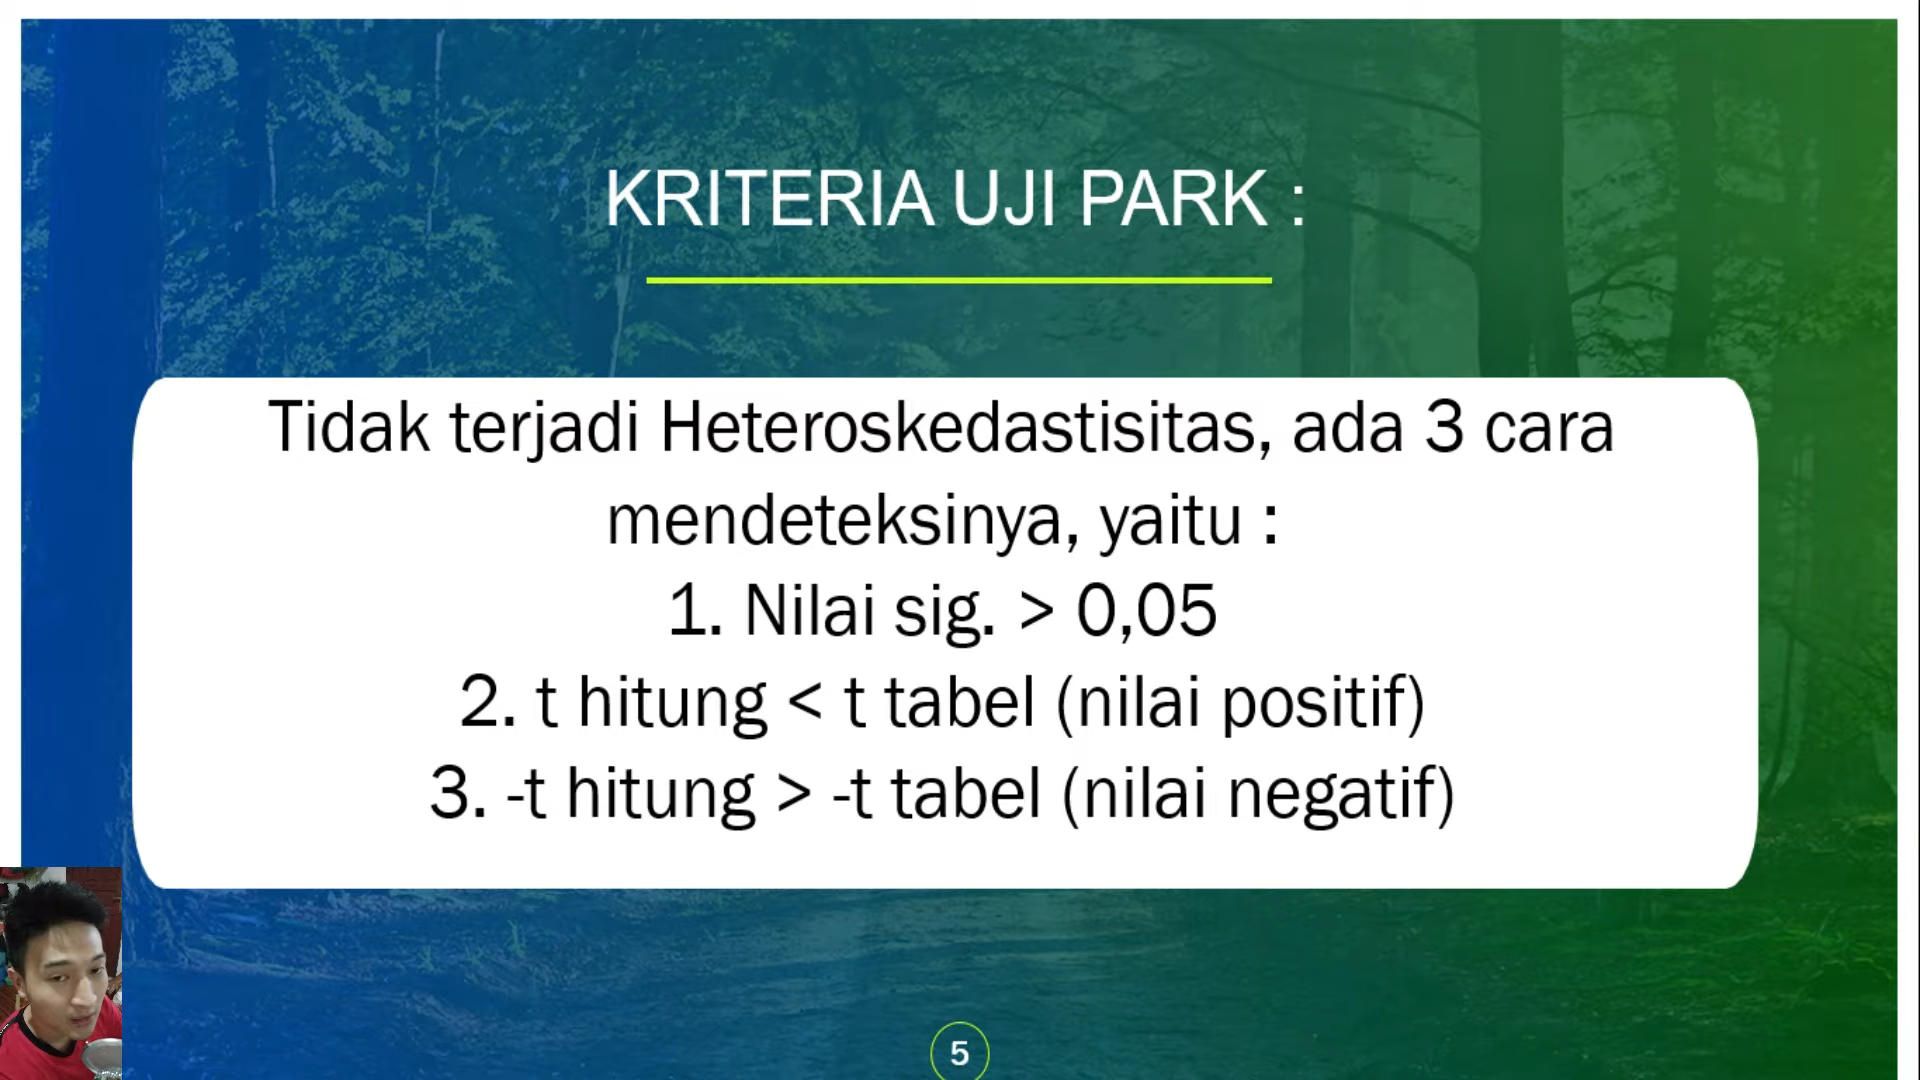 KRITERIA UJI PARK :
Tidak terjadi Heteroskedastisitas, ada 3 cara
mendeteksinya, yaitu :
1. Nilai sig. > 0,05
2. t hitung < t tabel (nilai positif)
3. -t hitung > -t tabel (nilai negatif)
5